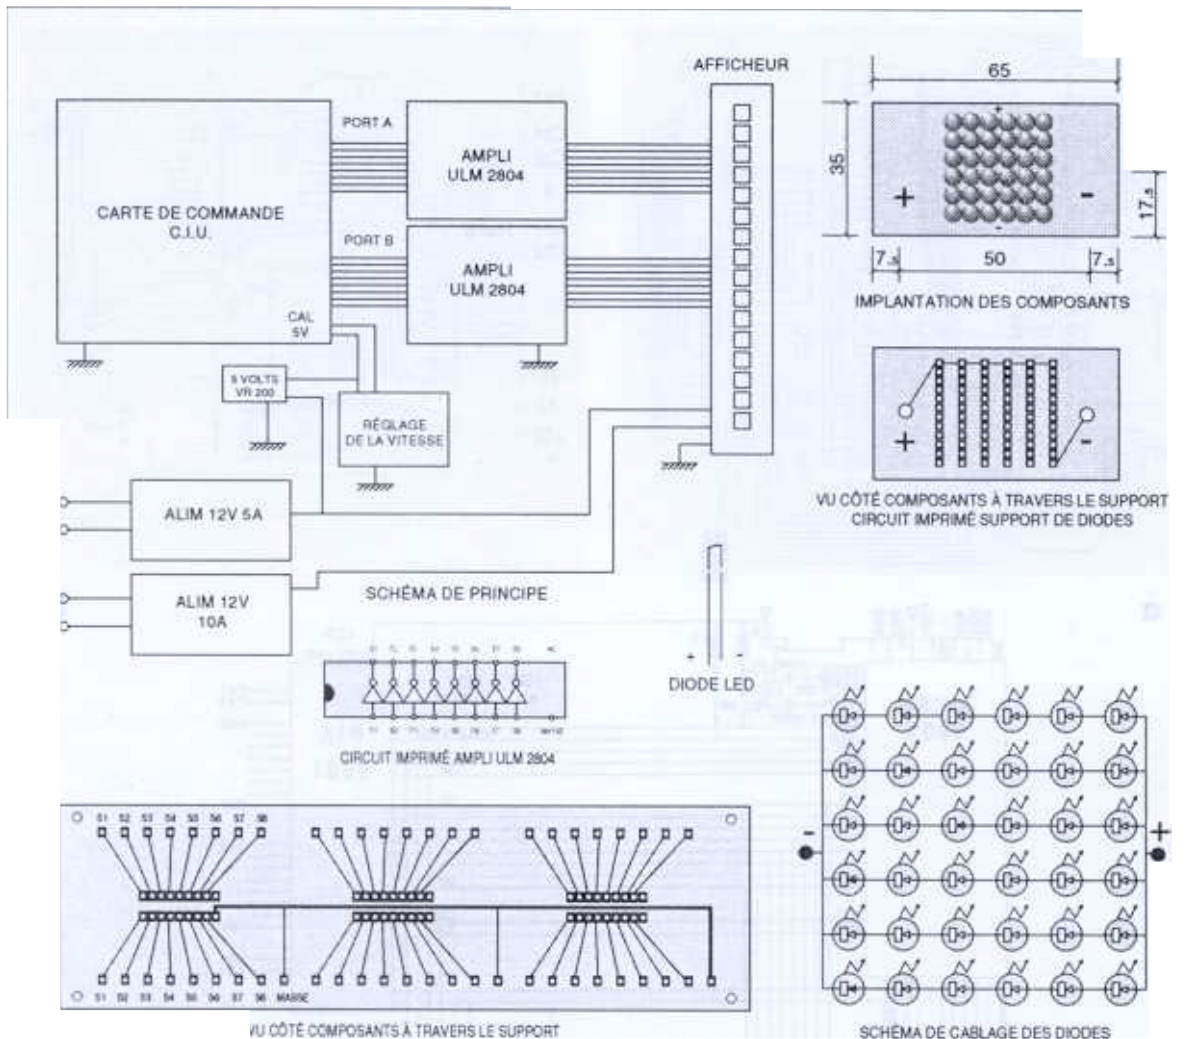 AFFICHEUR
65
35
+
+
-
-
17,5
7,5
50
7,5
IMPLANTATION DES COMPOSANTS
PORT A
AMPLI
ULM 2804
CARTE DE COMMANDE
C.I.U.
PORT B
AMPLI
ULM 2804
CAL
5V
5 VOLTS
VR 200
RÉGLAGE
DE LA VITESSE
+
-
VU CÔTÉ COMPOSANTS À TRAVERS LE SUPPORT
CIRCUIT IMPRIMÉ SUPPORT DE DIODES
ALIM 12V 5A
ALIM 12V
10A
SCHÉMA DE PRINCIPE
+ -
DIODE LED
CIRCUIT IMPRIMÉ AMPLI ULM 2804
S1 S2 S3 S4 S5 S6 S7 S8
S1 S2 S3 S4 S5 S6 S7 S8 MASSE
VU CÔTÉ COMPOSANTS À TRAVERS LE SUPPORT
- +
SCHÉMA DE CABLAGE DES DIODES